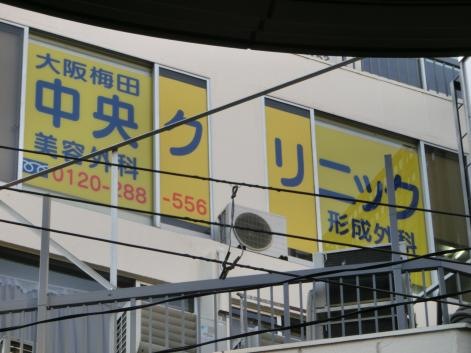 大阪梅田
中央クリニック
美容外科
形成外科
0120-288-556